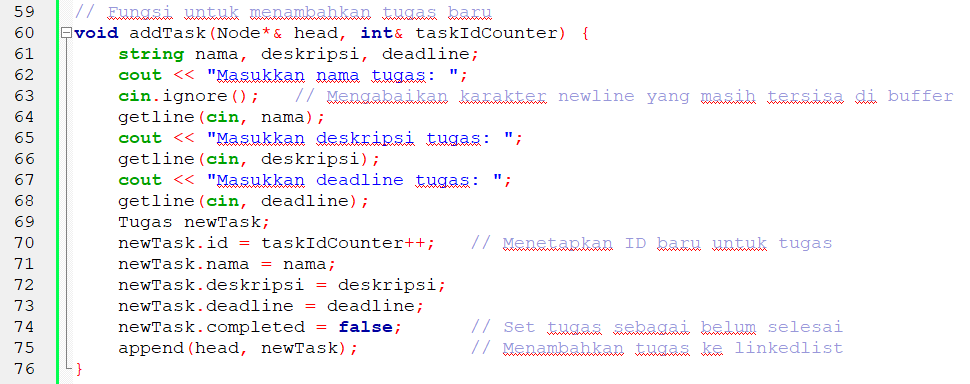 59 // Fungsi untuk menambahkan tugas baru
60 void addTask(Node*& head, int& taskIdCounter) {
61 string nama, deskripsi, deadline;
62 cout << "Masukkan nama tugas: ";
63 cin.ignore(); // Mengabaikan karakter newline yang masih tersisa di buffer
64 getline(cin, nama);
65 cout << "Masukkan deskripsi tugas: ";
66 getline(cin, deskripsi);
67 cout << "Masukkan deadline tugas: ";
68 getline(cin, deadline);
69 Tugas newTask;
70 newTask.id = taskIdCounter++; // Menetapkan ID baru untuk tugas
71 newTask.nama = nama;
72 newTask.deskripsi = deskripsi;
73 newTask.deadline = deadline;
74 newTask.completed = false; // Set tugas sebagai belum selesai
75 append(head, newTask); // Menambahkan tugas ke linkedlist
76 }